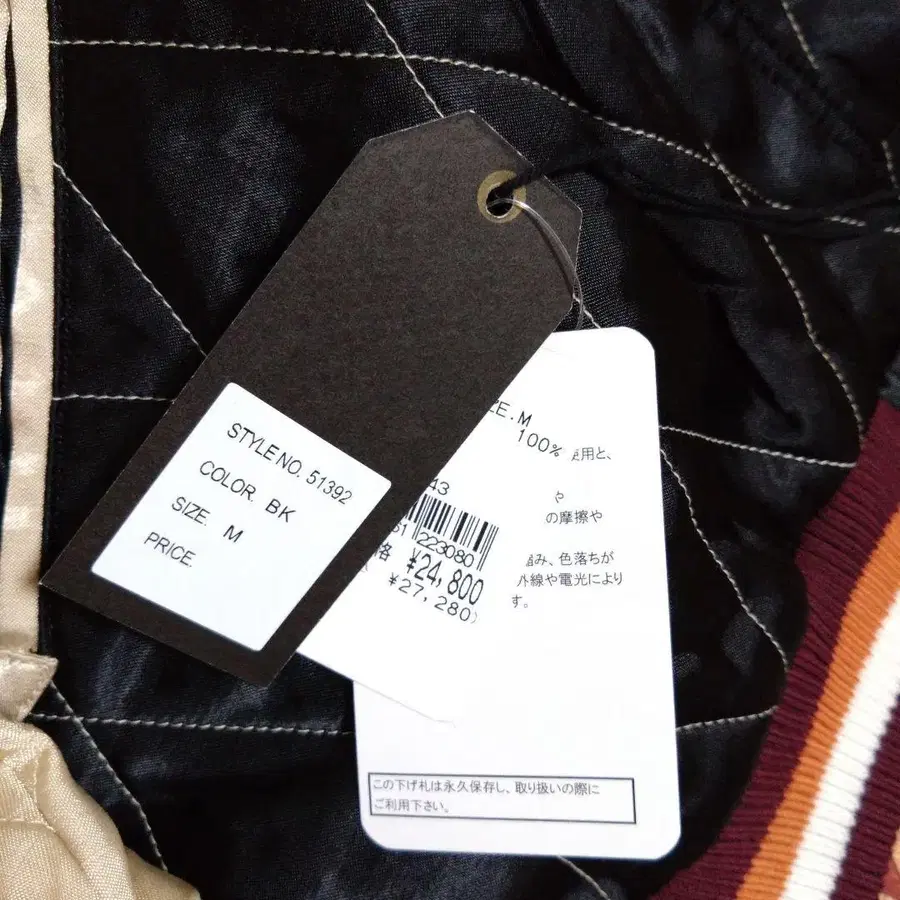 STYLE NO. 51392
COLOR. BK
SIZE. M
PRICE.
ZE.M
100%
43
223080
格 ¥24,800
¥27,280)
用と、
や
の摩擦や
み、色落ちが
外線や電光により
す。
この下げ札は永久保存し、取り扱いの際に
ご利用下さい。